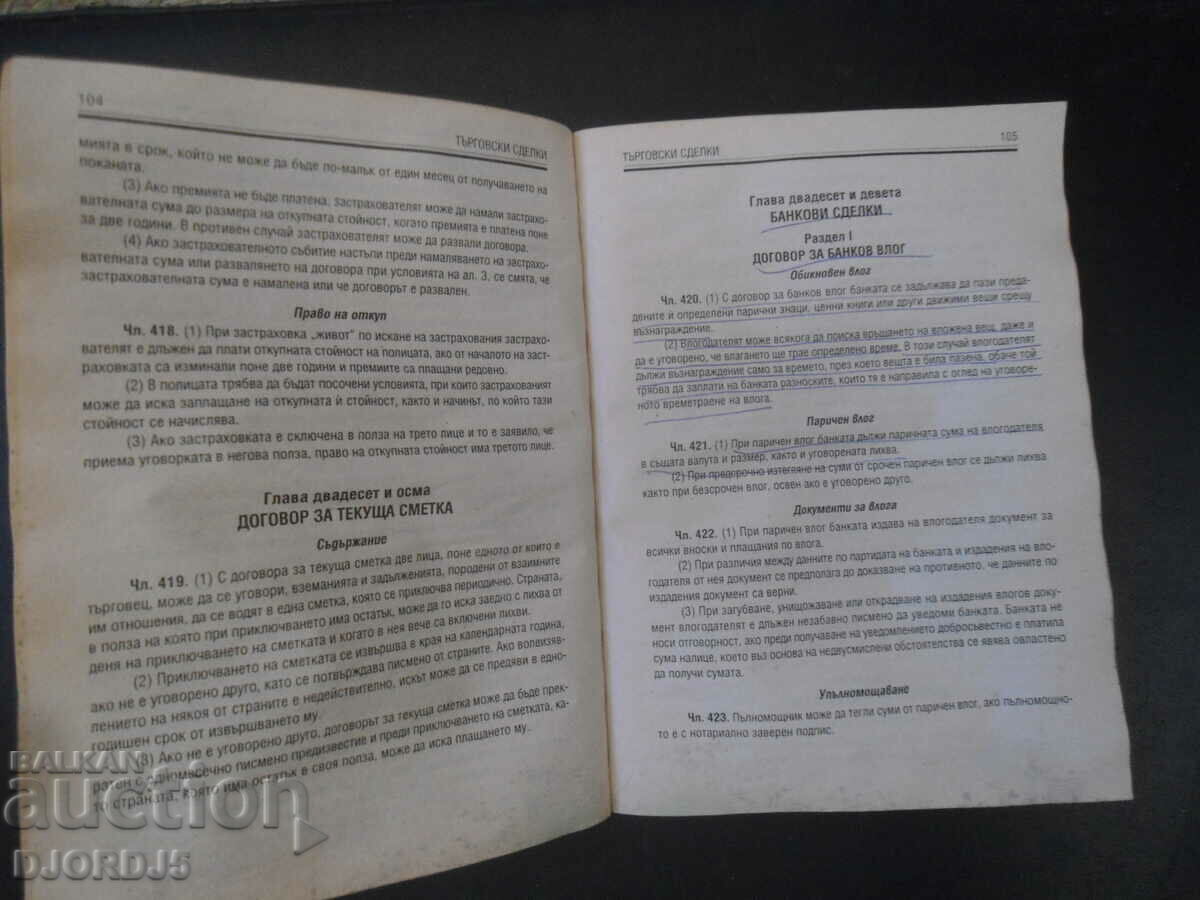 104
ТЪРГОВСКИ СДЕЛКИ
мията в срок, който не може да бъде по-малък от един месец от получаването на
поканата.
(3) Ако премията не бъде платена, застрахователят може да намали застрахо-
вателната сума до размера на откупната стойност, когато премията е платена поне
за две години. В противен случай застрахователят може да развали договора.
(4) Ако застрахователното събитие настъпи преди намаляването на застрахо-
вателната сума или развалянето на договора при условията на ал. 3, се смята, че
застрахователната сума е намалена или че договорът е развален.
Право на откуп
Чл. 418. (1) При застраховка „живот" по искане на застрахования застрахо-
вателят е длъжен да плати откупната стойност на полицата, ако от началото на заст-
раховката са изминали поне две години и премиите са плащани редовно.
(2) В полицата трябва да бъдат посочени условията, при които застрахованият
може да иска заплащане на откупната ѝ стойност, както и начинът, по който тази
стойност се начислява.
(3) Ако застраховката е сключена в полза на трето лице и то е заявило, че
приема уговорката в негова полза, право на откупната стойност има третото лице.
Глава двадесет и осма
ДОГОВОР ЗА ТЕКУЩА СМЕТКА
Съдържание
Чл. 419. (1) С договора за текуща сметка две лица, поне едното от които е
търговец, може да се уговори, вземанията и задълженията, породени от взаимните
им отношения, да се водят в една сметка, която се приключва периодично. Страната,
в полза на която при приключването има остатък, може да го иска заедно с лихва от
деня на приключването на сметката и когато в нея вече са включени лихви.
(2) Приключването на сметката се извършва в края на календарната година,
ако не е уговорено друго, като се потвърждава писмено от страните. Ако волеизяв-
лението на някоя от страните е недействително, искът може да се предяви в едно-
годишен срок от извършването му.
(3) Ако не е уговорено друго, договорът за текуща сметка може да бъде прек-
ратен с едномесечно писмено предизвестие и преди приключването на сметката, ка-
то страната, която има остатък в своя полза, може да иска плащането му.
ТЪРГОВСКИ СДЕЛКИ
105
Глава двадесет и девета
БАНКОВИ СДЕЛКИ
Раздел I
ДОГОВОР ЗА БАНКОВ ВЛОГ
Обикновен влог
Чл. 420. (1) С договор за банков влог банката се задължава да пази преда-
дените ѝ определени парични знаци, ценни книги или други движими вещи срещу
възнаграждение.
(2) Влогодателят може всякога да поиска връщането на вложена вещ, даже и
да е уговорено, че влагането ще трае определено време. В този случай влогодателят
дължи възнаграждение само за времето, през което вещта е била пазена, обаче той
трябва да заплати на банката разноските, които тя е направила с оглед на уговоре-
ното времетраене на влога.
Паричен влог
Чл. 421. (1) При паричен влог банката дължи паричната сума на влогодателя
в същата валута и размер, както и уговорената лихва.
(2) При предсрочно изтегляне на суми от срочен паричен влог се дължи лихва
както при безсрочен влог, освен ако е уговорено друго.
Документи за влога
Чл. 422. (1) При паричен влог банката издава на влогодателя документ за
всички вноски и плащания по влога.
(2) При различия между данните по партидата на банката и издадения на вло-
годателя от нея документ се предполага до доказване на противното, че данните по
издадения документ са верни.
(3) При загубване, унищожаване или открадване на издадения влогов доку-
мент влогодателят е длъжен незабавно писмено да уведоми банката. Банката не
носи отговорност, ако преди получаване на уведомлението добросъвестно е платила
сума налице, което въз основа на недвусмислени обстоятелства се явява овластено
да получи сумата.
Упълномощаване
Чл. 423. Пълномощник може да тегли суми от паричен влог, ако пълномощно-
то е с нотариално заверен подпис.
BALKAN
auction
DJORDJ5